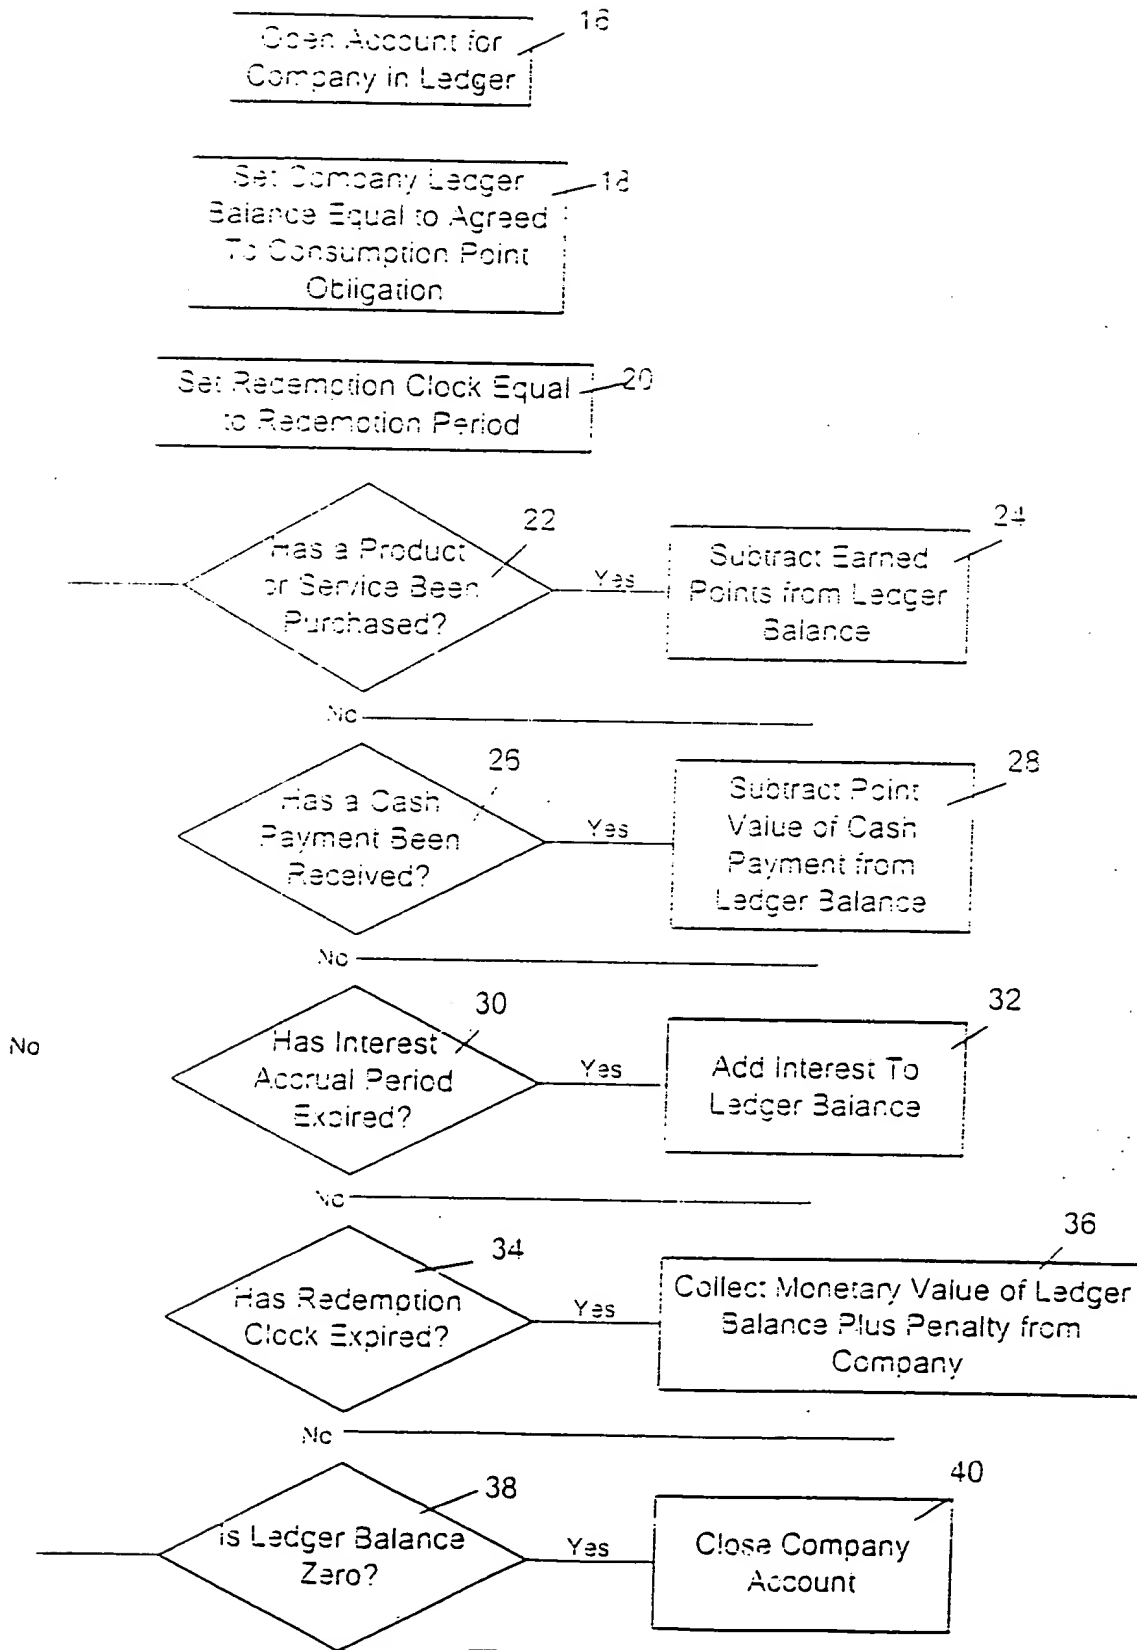 16
Open Account for
Company in Ledger
18
Set Company Ledger
Balance Equal to Agreed
To Consumption Point
Obligation
20
Set Redemption Clock Equal
to Redemption Period
22
Has a Product
or Service Been
Purchased?
Yes
24
Subtract Earned
Points from Ledger
Balance
No
26
Has a Cash
Payment Been
Received?
Yes
28
Subtract Point
Value of Cash
Payment from
Ledger Balance
No
30
Has Interest
Accrual Period
Expired?
Yes
32
Add Interest To
Ledger Balance
No
No
34
Has Redemption
Clock Expired?
Yes
36
Collect Monetary Value of Ledger
Balance Plus Penalty from
Company
No
38
Is Ledger Balance
Zero?
Yes
40
Close Company
Account